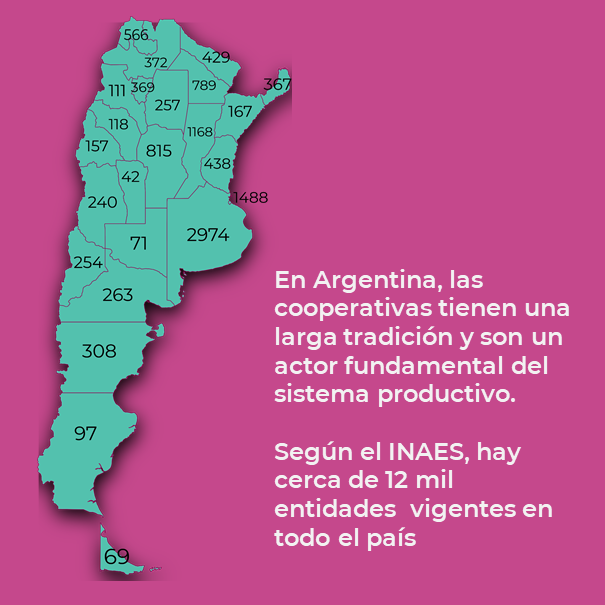 566
429
372
367
789
369
111
257
167
118
1168
815
157
438
42
1488
240
2974
71
254
263
308
97
69
En Argentina, las
cooperativas tienen una
larga tradición y son un
actor fundamental del
sistema productivo.
Según el INAES, hay
cerca de 12 mil
entidades  vigentes en
todo el país